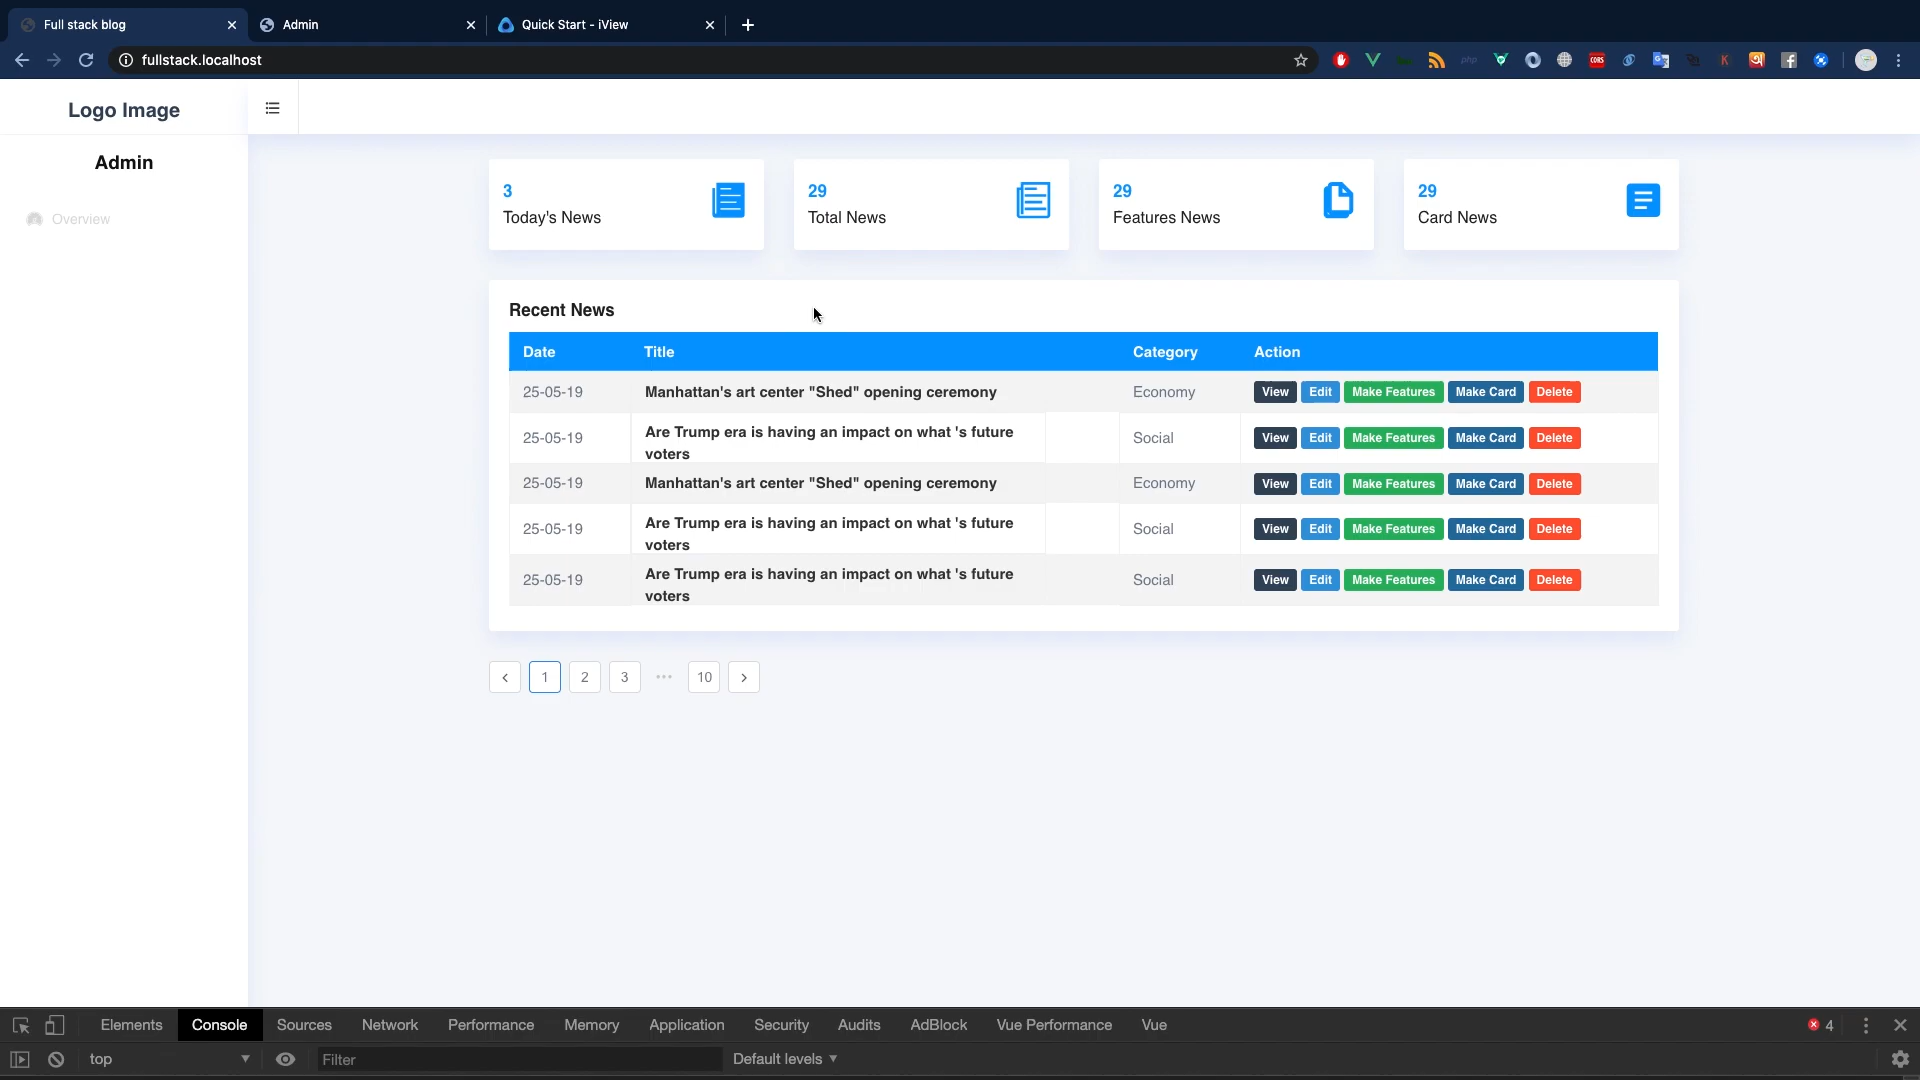 Full stack blog
Admin
Quick Start - iView
fullstack.localhost
Logo Image
Admin
Overview
3
Today's News
29
Total News
29
Features News
29
Card News
Recent News
Date Title Category Action
25-05-19 Manhattan's art center "Shed" opening ceremony Economy View Edit Make Features Make Card Delete
25-05-19 Are Trump era is having an impact on what 's future
voters Social View Edit Make Features Make Card Delete
25-05-19 Manhattan's art center "Shed" opening ceremony Economy View Edit Make Features Make Card Delete
25-05-19 Are Trump era is having an impact on what 's future
voters Social View Edit Make Features Make Card Delete
25-05-19 Are Trump era is having an impact on what 's future
voters Social View Edit Make Features Make Card Delete
1 2 3 ••• 10
Elements Console Sources Network Performance Memory Application Security Audits AdBlock Vue Performance Vue 4
top Filter Default levels